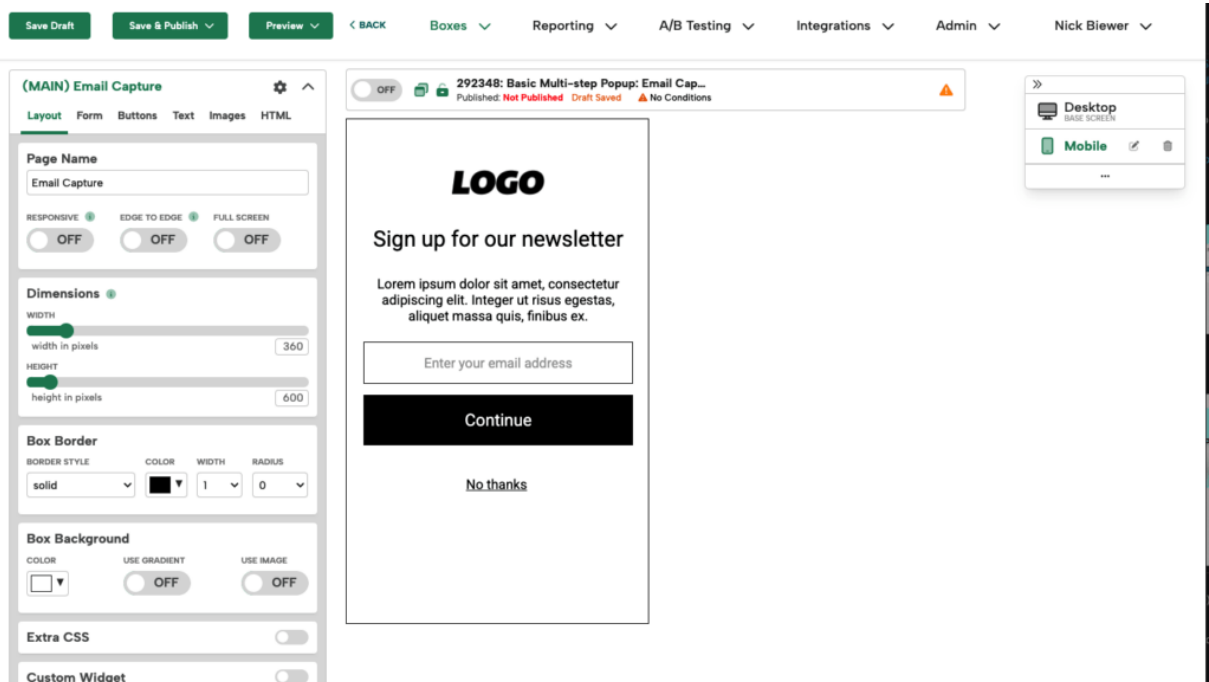 Save Draft
Save & Publish
Preview
< BACK
Boxes
Reporting
A/B Testing
Integrations
Admin
Nick Biewer
(MAIN) Email Capture
Layout Form Buttons Text Images HTML
Page Name
Email Capture
RESPONSIVE EDGE TO EDGE FULL SCREEN
OFF OFF OFF
Dimensions
WIDTH
width in pixels 360
HEIGHT
height in pixels 600
Box Border
BORDER STYLE COLOR WIDTH RADIUS
solid 1 0
Box Background
COLOR USE GRADIENT USE IMAGE
OFF OFF
Extra CSS
Custom Widget
OFF
292348: Basic Multi-step Popup: Email Cap...
Published: Not Published Draft Saved No Conditions
LOGO
Sign up for our newsletter
Lorem ipsum dolor sit amet, consectetur
adipiscing elit. Integer ut risus egestas,
aliquet massa quis, finibus ex.
Enter your email address
Continue
No thanks
»
Desktop
BASE SCREEN
Mobile
...